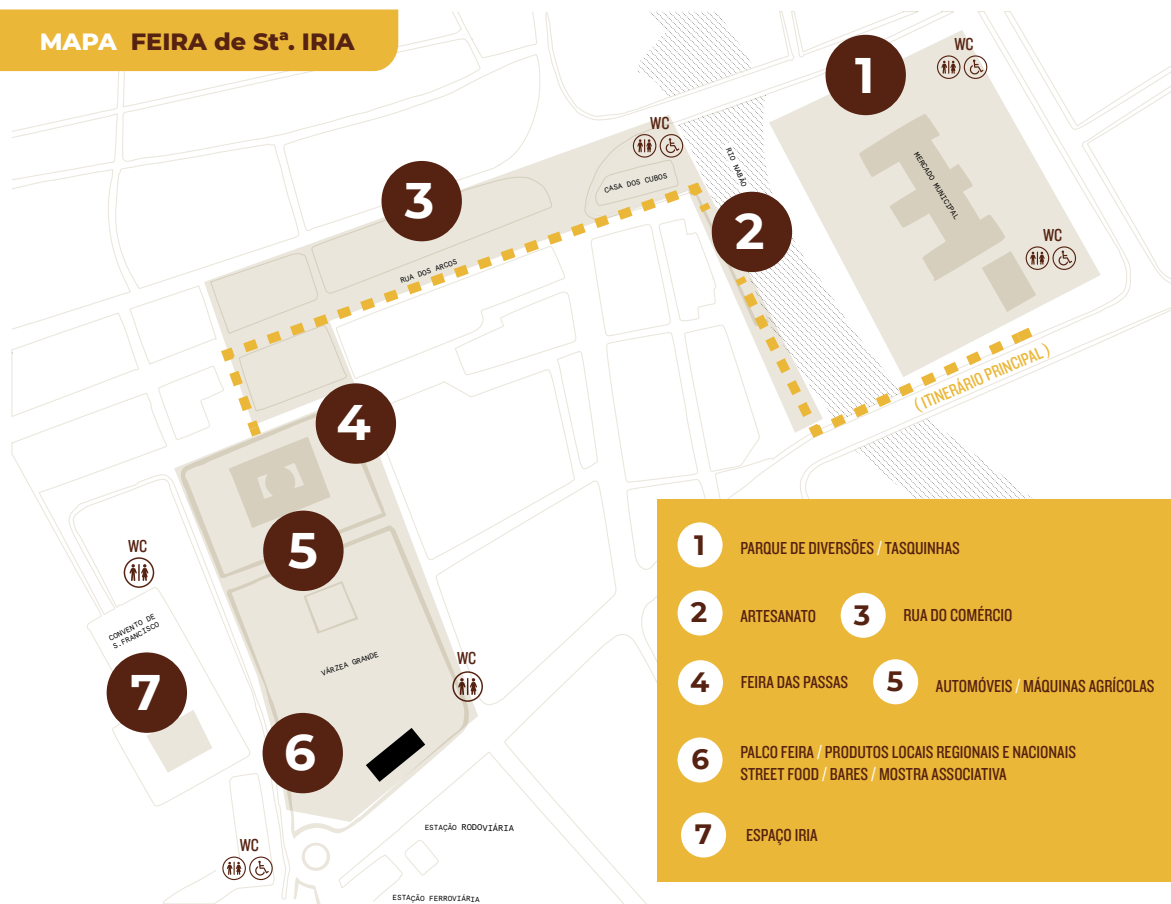 MAPA FEIRA de Stª. IRIA
1
WC
WC
3
CASA DOS CUBOS
RIO NABÃO
MERCADO MUNICIPAL
2
WC
RUA DOS ARCOS
(ITINERÁRIO PRINCIPAL)
4
5
WC
CONVENTO DE
S.FRANCISCO
VÁRZEA GRANDE
WC
7
6
ESTAÇÃO RODOVIÁRIA
WC
ESTAÇÃO FERROVIÁRIA
1 PARQUE DE DIVERSÕES / TASQUINHAS
2 ARTESANATO 3 RUA DO COMÉRCIO
4 FEIRA DAS PASSAS 5 AUTOMÓVEIS / MÁQUINAS AGRÍCOLAS
6 PALCO FEIRA / PRODUTOS LOCAIS REGIONAIS E NACIONAIS
STREET FOOD / BARES / MOSTRA ASSOCIATIVA
7 ESPAÇO IRIA